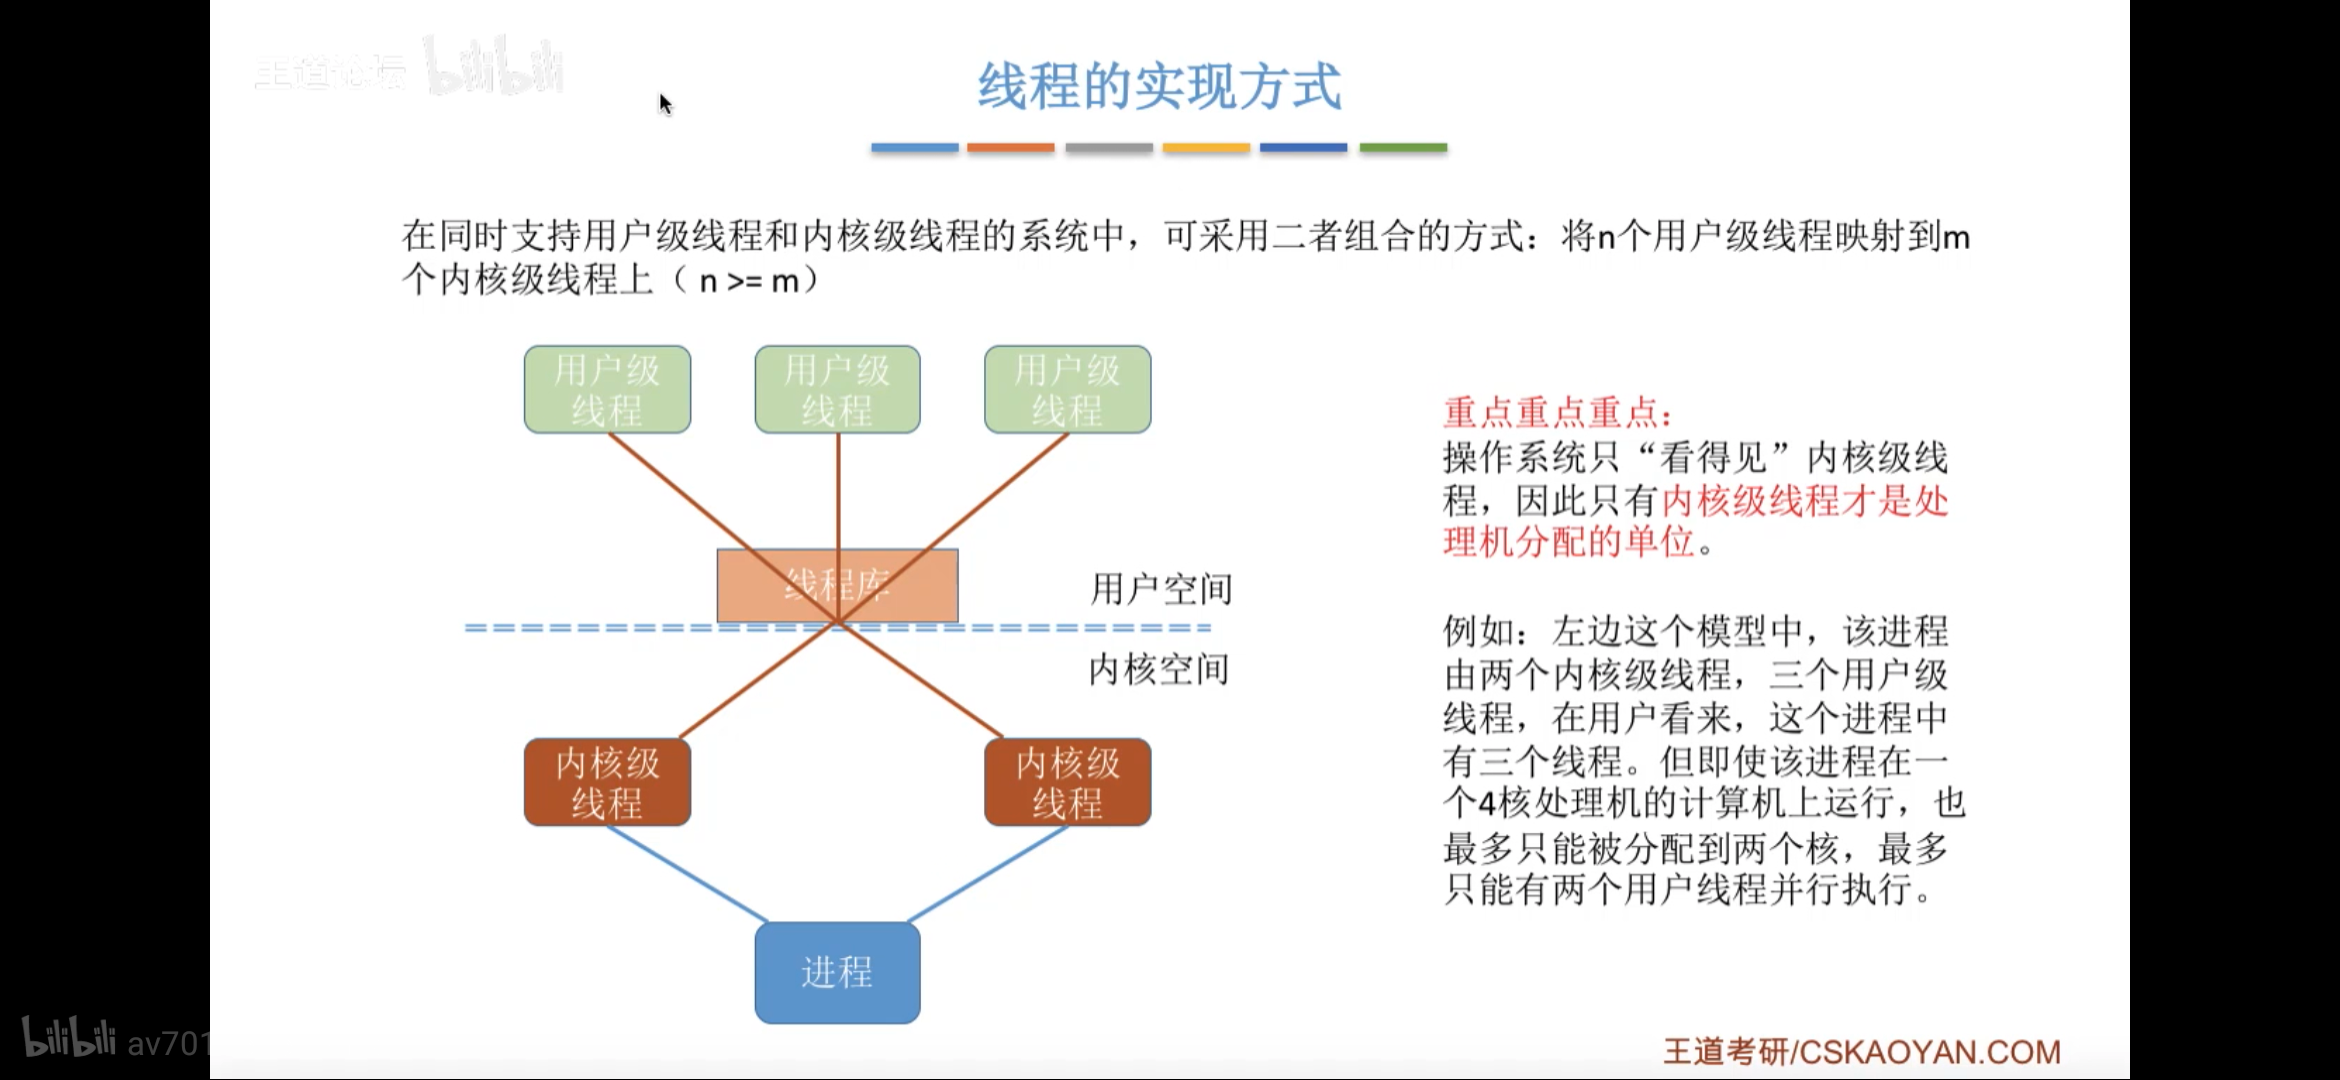 王道论坛 bilibili
线程的实现方式
在同时支持用户级线程和内核级线程的系统中，可采用二者组合的方式：将n个用户级线程映射到m
个内核级线程上（ n >= m）
用户级
线程
用户级
线程
用户级
线程
线程库
用户空间
内核空间
内核级
线程
内核级
线程
进程
重点重点重点：
操作系统只“看得见”内核级线
程，因此只有内核级线程才是处
理机分配的单位。
例如：左边这个模型中，该进程
由两个内核级线程，三个用户级
线程，在用户看来，这个进程中
有三个线程。但即使该进程在一
个4核处理机的计算机上运行，也
最多只能被分配到两个核，最多
只能有两个用户线程并行执行。
bilibili av701
王道考研/CSKAOYAN.COM